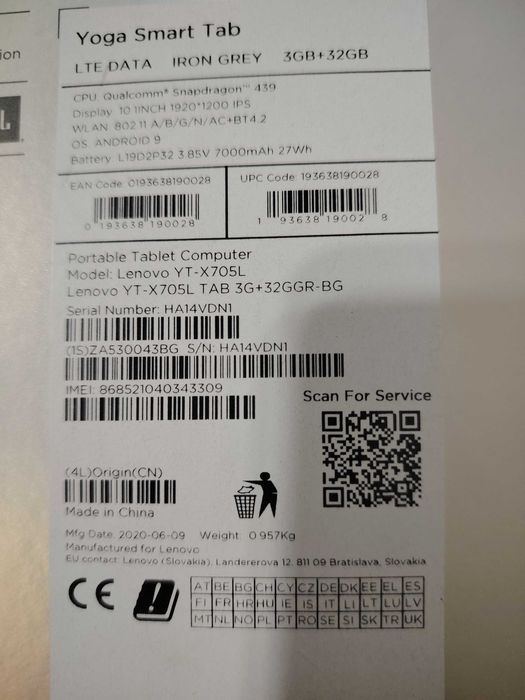 Yoga Smart Tab
LTE DATA IRON GREY 3GB+32GB
ion
CPU: Qualcomm® Snapdragon™ 439
Display: 10.1INCH 1920*1200 IPS
WLAN: 802.11 A/B/G/N/AC+BT4.2
OS: ANDROID 9
Battery: L19D2P32 3.85V 7000mAh 27Wh
EAN Code: 0193638190028
0 193638 190028
UPC Code: 193638190028
1 93638 19002 8
Portable Tablet Computer
Model: Lenovo YT-X705L
Lenovo YT-X705L TAB 3G+32GGR-BG
Serial Number: HA14VDN1
(1S)ZA530043BG S/N: HA14VDN1
IMEI: 868521040343309
Scan For Service
(4L)Origin(CN)
Made in China
Mfg Date: 2020-06-09 Weight: 0.957Kg
Manufactured for Lenovo
EU contact: Lenovo (Slovakia), Landererova 12, 811 09 Bratislava, Slovakia
CE
AT BE BG CH CY CZ DE DK EE EL ES
FI FR HR HU IE IS IT LI LT LU LV
MT NL NO PL PT RO SE SI SK TR UK